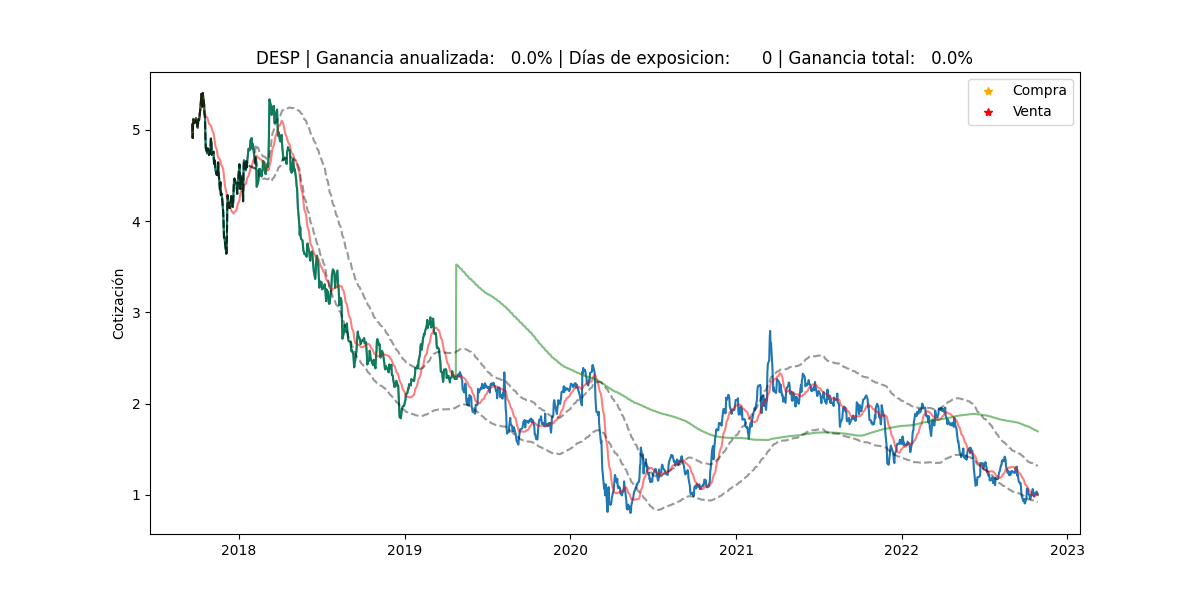 DESP | Ganancia anualizada:   0.0% | Días de exposicion:      0 | Ganancia total:   0.0%
Compra
Venta
Cotización
5
4
3
2
1
2018 2019 2020 2021 2022 2023